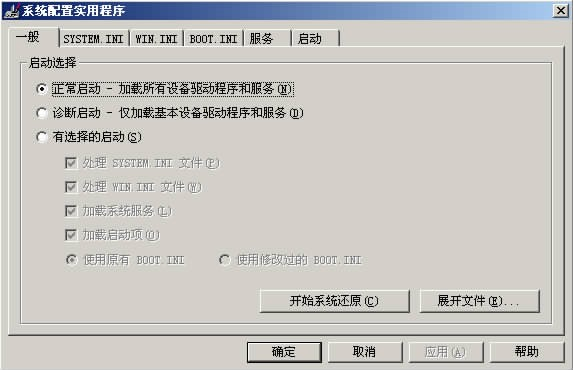 系统配置实用程序
一般 SYSTEM.INI WIN.INI BOOT.INI 服务 启动
启动选择
正常启动 - 加载所有设备驱动程序和服务(N)
诊断启动 - 仅加载基本设备驱动程序和服务(D)
有选择的启动(S)
处理 SYSTEM.INI 文件(P)
处理 WIN.INI 文件(W)
加载系统服务(L)
加载启动项(O)
使用原有 BOOT.INI 使用修改过的 BOOT.INI
开始系统还原(C) 展开文件(E)...
确定 取消 应用(A) 帮助